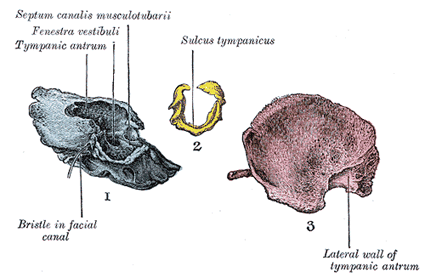 Septum canalis musculotubarii
Fenestra vestibuli
Tympanic antrum
Sulcus tympanicus
1
2
3
Bristle in facial
canal
Lateral wall of
tympanic antrum